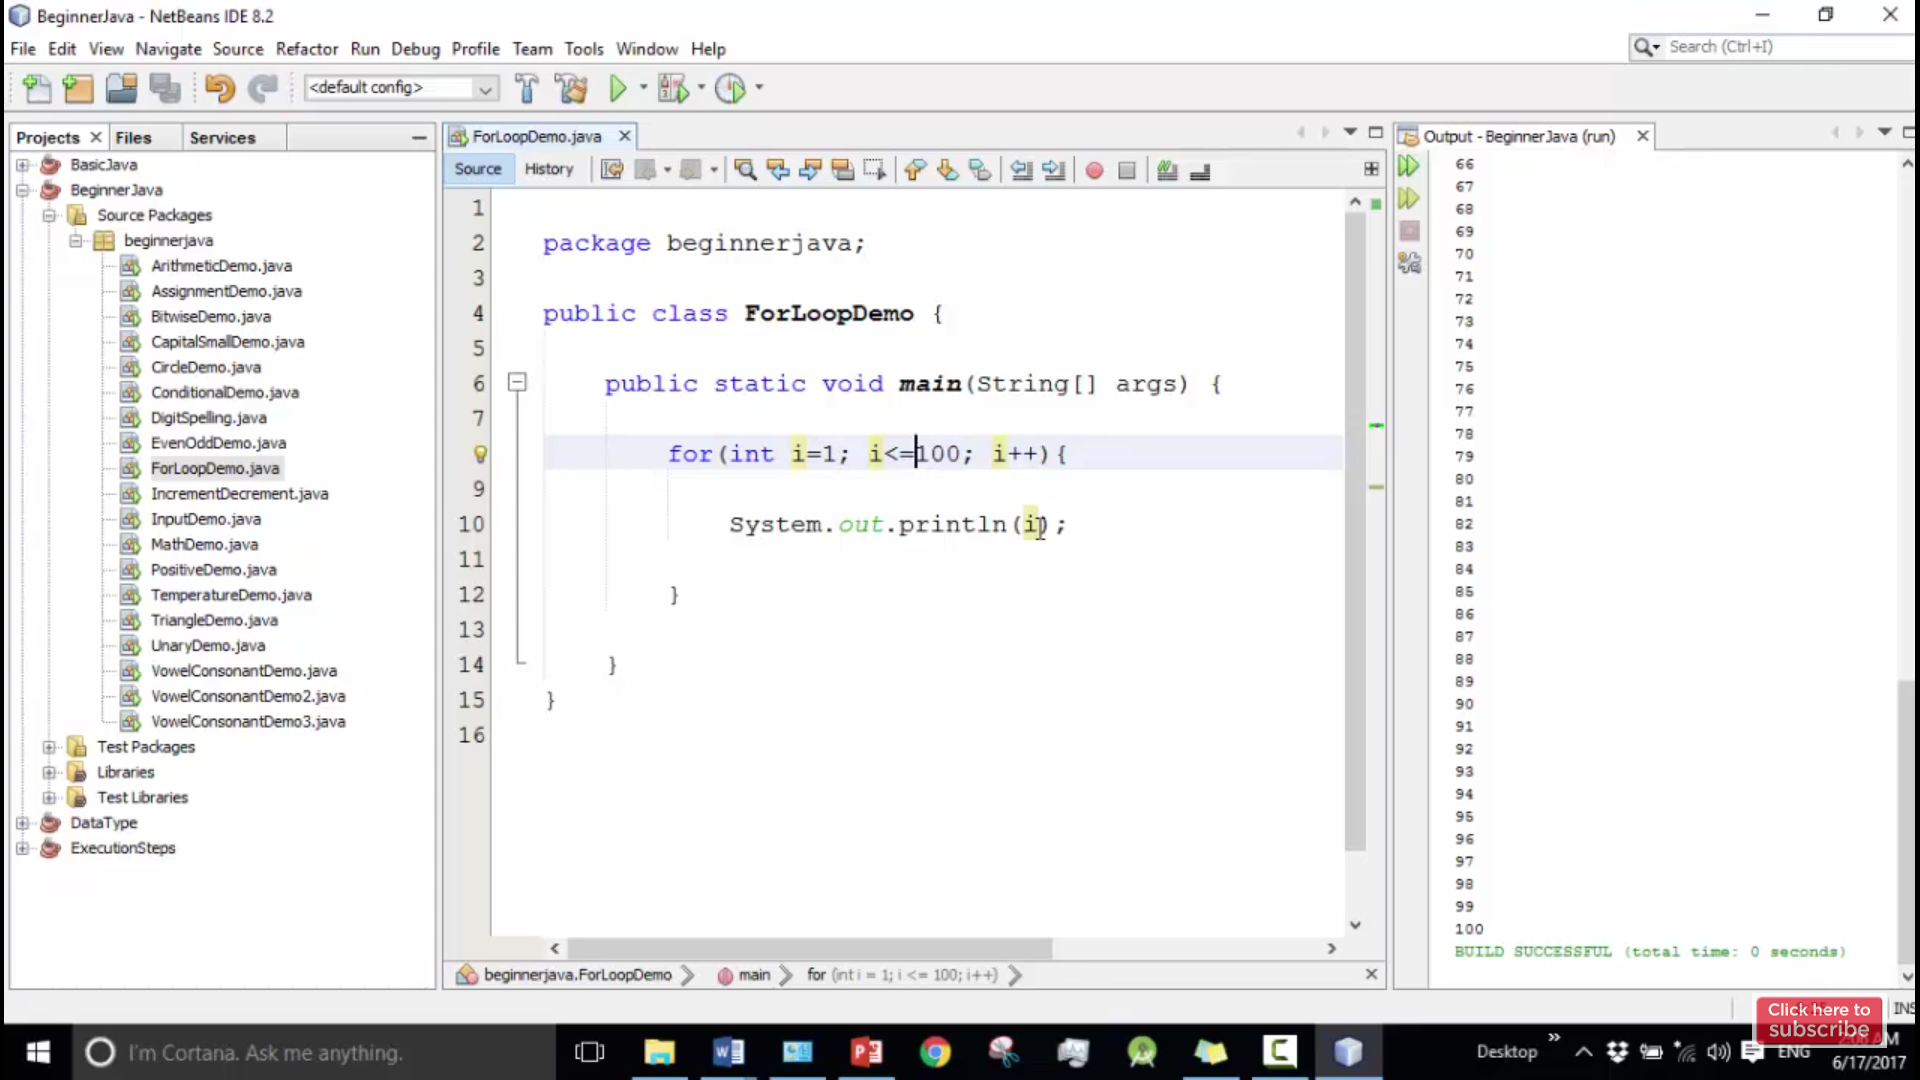 BeginnerJava - NetBeans IDE 8.2
File Edit View Navigate Source Refactor Run Debug Profile Team Tools Window Help
Search (Ctrl+I)
<default config>
Projects Files Services
BasicJava
BeginnerJava
Source Packages
beginnerjava
ArithmeticDemo.java
AssignmentDemo.java
BitwiseDemo.java
CapitalSmallDemo.java
CircleDemo.java
ConditionalDemo.java
DigitSpelling.java
EvenOddDemo.java
ForLoopDemo.java
IncrementDecrement.java
InputDemo.java
MathDemo.java
PositiveDemo.java
TemperatureDemo.java
TriangleDemo.java
UnaryDemo.java
VowelConsonantDemo.java
VowelConsonantDemo2.java
VowelConsonantDemo3.java
Test Packages
Libraries
Test Libraries
DataType
ExecutionSteps
ForLoopDemo.java
Source History
1
2 package beginnerjava;
3
4 public class ForLoopDemo {
5
6 public static void main(String[] args) {
7
for(int i=1; i<=100; i++){
9
10 System.out.println(i);
11
12 }
13
14 }
15 }
16
beginnerjava.ForLoopDemo main for (int i = 1; i <= 100; i++)
Output - BeginnerJava (run)
66
67
68
69
70
71
72
73
74
75
76
77
78
79
80
81
82
83
84
85
86
87
88
89
90
91
92
93
94
95
96
97
98
99
100
BUILD SUCCESSFUL (total time: 0 seconds)
INS
Click here to
subscribe
I'm Cortana. Ask me anything.
Desktop
ENG
AM
6/17/2017